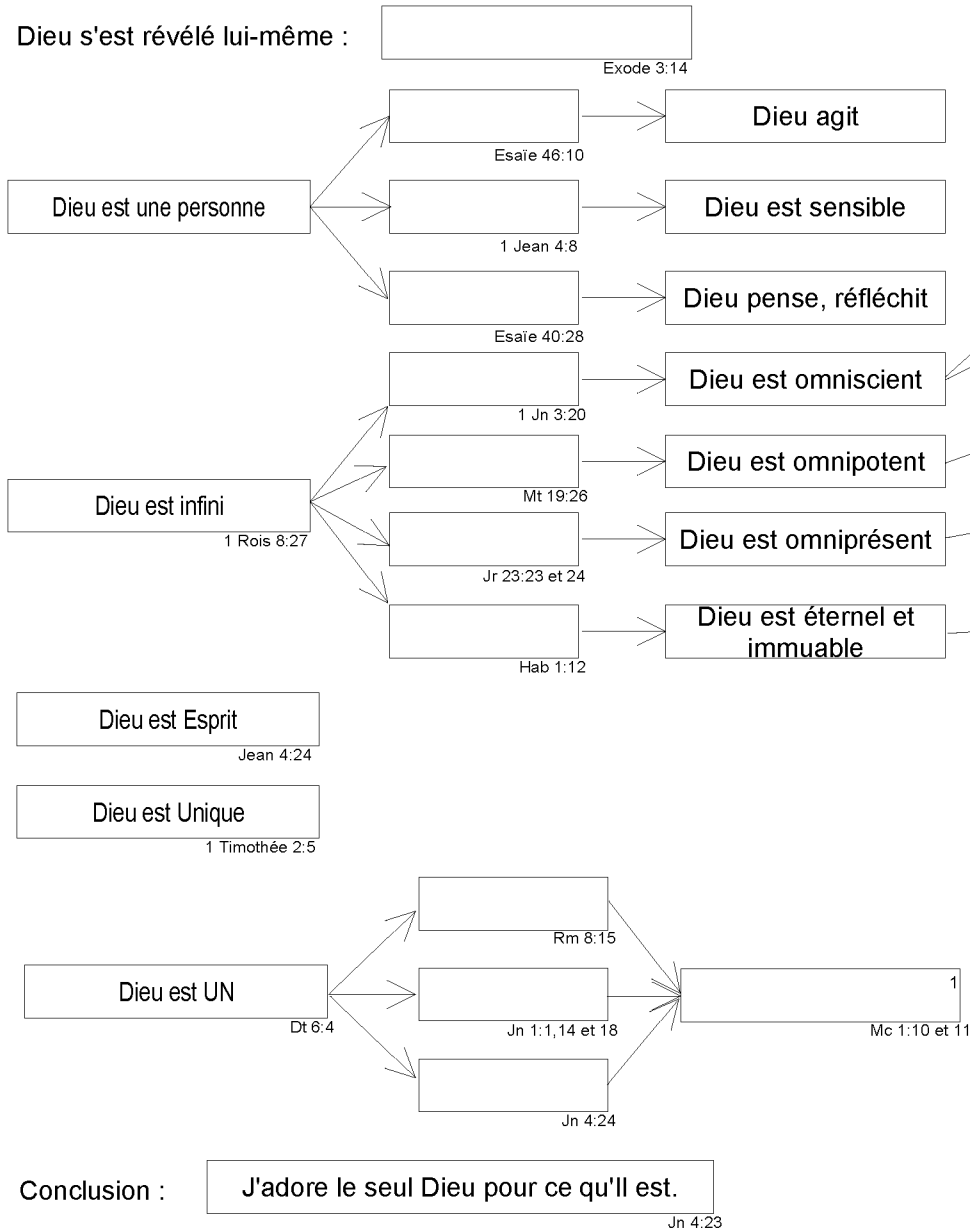 Dieu s'est révélé lui-même :
Exode 3:14
Dieu agit
Esaïe 46:10
Dieu est une personne
Dieu est sensible
1 Jean 4:8
Dieu pense, réfléchit
Esaïe 40:28
Dieu est omniscient
1 Jn 3:20
Dieu est omnipotent
Mt 19:26
Dieu est infini
1 Rois 8:27
Dieu est omniprésent
Jr 23:23 et 24
Dieu est éternel et
immuable
Hab 1:12
Dieu est Esprit
Jean 4:24
Dieu est Unique
1 Timothée 2:5
Rm 8:15
Dieu est UN
Dt 6:4
Jn 1:1,14 et 18
1
Mc 1:10 et 11
Jn 4:24
Conclusion :
J'adore le seul Dieu pour ce qu'Il est.
Jn 4:23